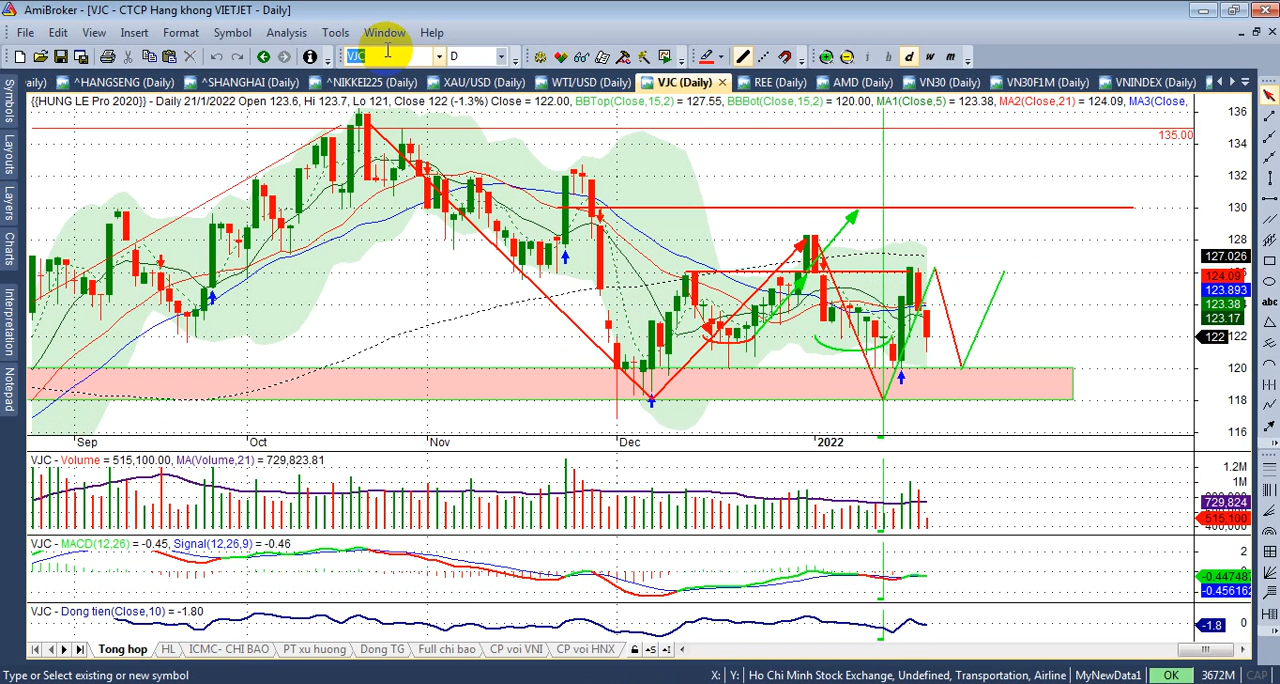 AmiBroker - [VJC - CTCP Hang khong VIETJET - Daily]
File Edit View Insert Format Symbol Analysis Tools Window Help
VJC D i h d w m
aily) ^HANGSENG (Daily) ^SHANGHAI (Daily) ^NIKKEI225 (Daily) XAU/USD (Daily) WTI/USD (Daily) VJC (Daily) REE (Daily) AMD (Daily) VN30 (Daily) VN30F1M (Daily) VNINDEX (Daily)
Symbols
Layouts
Layers
Charts
Interpretation
Notepad
{{HUNG LE Pro 2020}} - Daily 21/1/2022 Open 123.6, Hi 123.7, Lo 121, Close 122 (-1.3%) Close = 122.00, BBTop(Close,15,2) = 127.55, BBBot(Close,15,2) = 120.00, MA1(Close,5) = 123.38, MA2(Close,21) = 124.09, MA3(Close,
136
135.00
134
132
130
128
127.026
124.09
123.893
123.38
123.17
122 122
120
118
116
Sep Oct Nov Dec 2022
VJC - Volume = 515,100.00, MA(Volume,21) = 729,823.81
1.2M
1M
729,824
515,100
VJC - MACD(12,26) = -0.45, Signal(12,26,9) = -0.46
2
-0.447487
-0.456162
VJC - Dong tien(Close,10) = -1.80
-1.8 0
Tong hop HL ICMC- CHI BAO PT xu huong Dong TG Full chi bao CP voi VNI CP voi HNX
Type or Select existing or new symbol X: Y: Ho Chi Minh Stock Exchange, Undefined, Transportation, Airline MyNewData1 OK 3672M CAP
abc